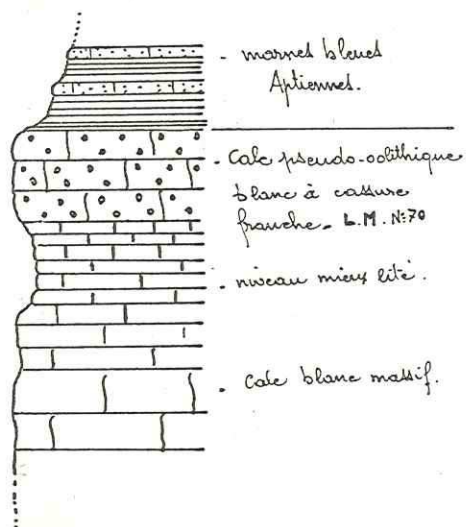 - marnes bleues
Aptiennes.
- Calc pseudo-oolithique
blanc à cassure
franche. L.M. N:70
- niveau mieux lité.
- Calc blanc massif.